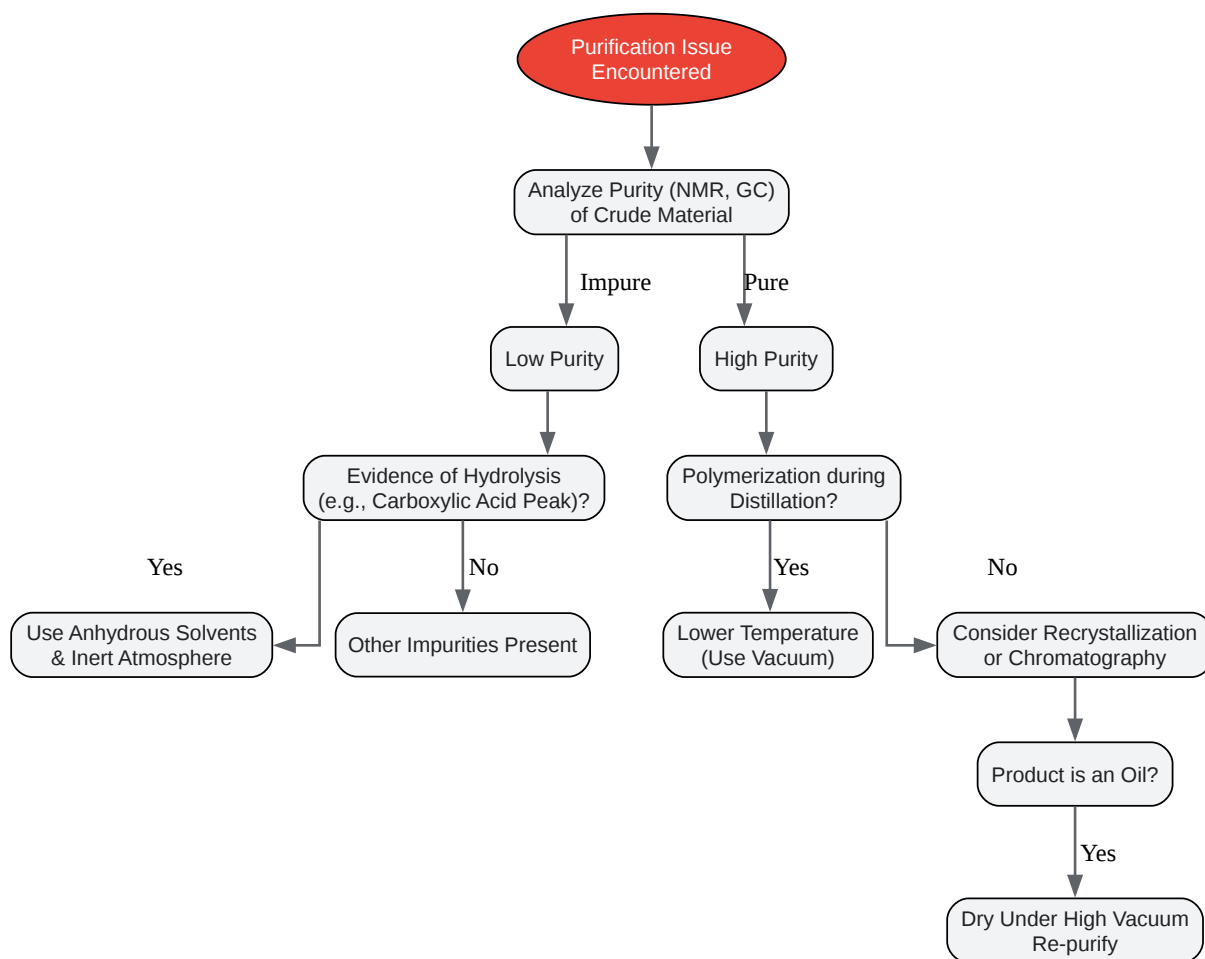 Purification Issue
Encountered
Analyze Purity (NMR, GC)
of Crude Material
Impure
Pure
Low Purity
High Purity
Evidence of Hydrolysis
(e.g., Carboxylic Acid Peak)?
Polymerization during
Distillation?
Yes
No
Yes
No
Use Anhydrous Solvents
& Inert Atmosphere
Other Impurities Present
Lower Temperature
(Use Vacuum)
Consider Recrystallization
or Chromatography
Product is an Oil?
Yes
Dry Under High Vacuum
Re-purify